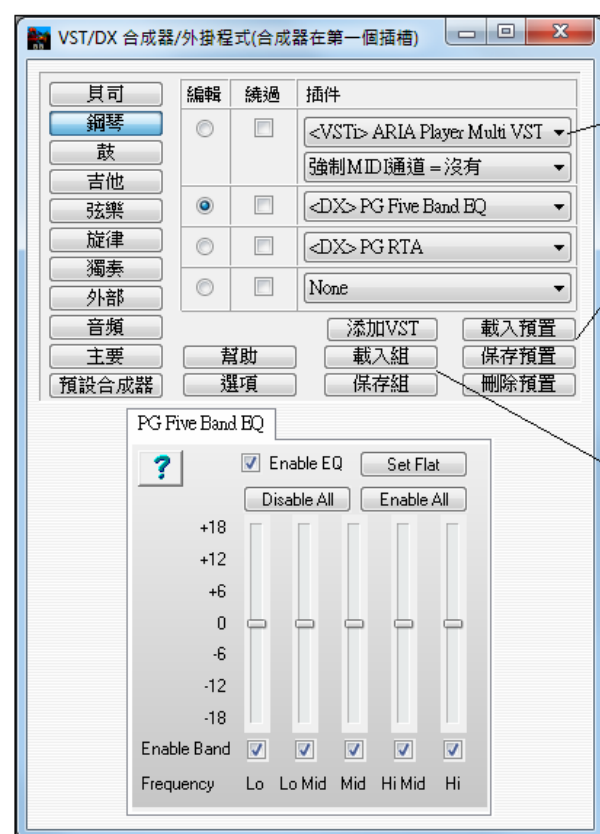 VST/DX 合成器/外掛程式(合成器在第一個插槽)
貝司
鋼琴
鼓
吉他
弦樂
旋律
獨奏
外部
音頻
主要
預設合成器
編輯 繞過 插件
<VSTi> ARIA Player Multi VST
強制MIDI通道 = 沒有
<DX> PG Five Band EQ
<DX> PG RTA
None
添加VST 載入預置
幫助 載入組 保存預置
選項 保存組 刪除預置
PG Five Band EQ
? Enable EQ Set Flat
Disable All Enable All
+18
+12
+6
0
-6
-12
-18
Enable Band
Frequency Lo Lo Mid Mid Hi Mid Hi